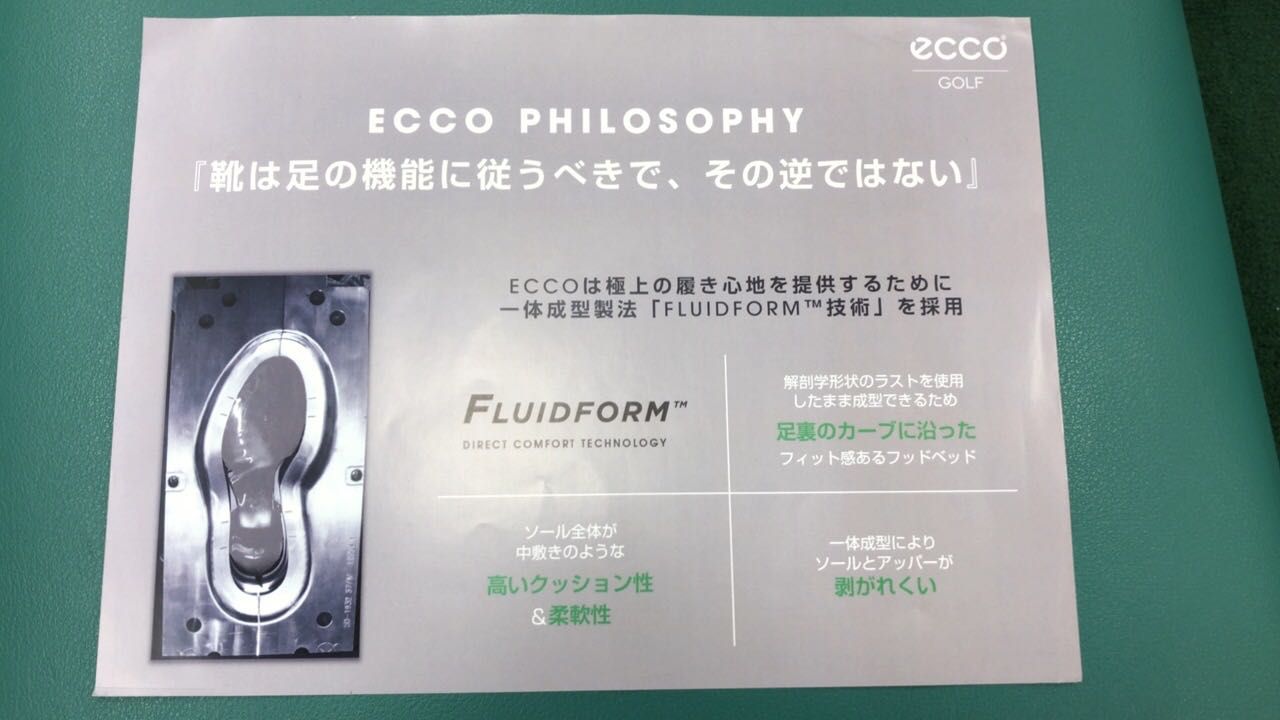 ecco
GOLF
ECCO PHILOSOPHY
『靴は足の機能に従うべきで、その逆ではない』
ECCOは極上の履き心地を提供するために
一体成型製法「FLUIDFORM™技術」を採用
FLUIDFORM™
DIRECT COMFORT TECHNOLOGY
解剖学形状のラストを使用
したまま成型できるため
足裏のカーブに沿った
フィット感あるフッドベッド
ソール全体が
中敷きのような
高いクッション性
&柔軟性
一体成型により
ソールとアッパーが
剥がれくい